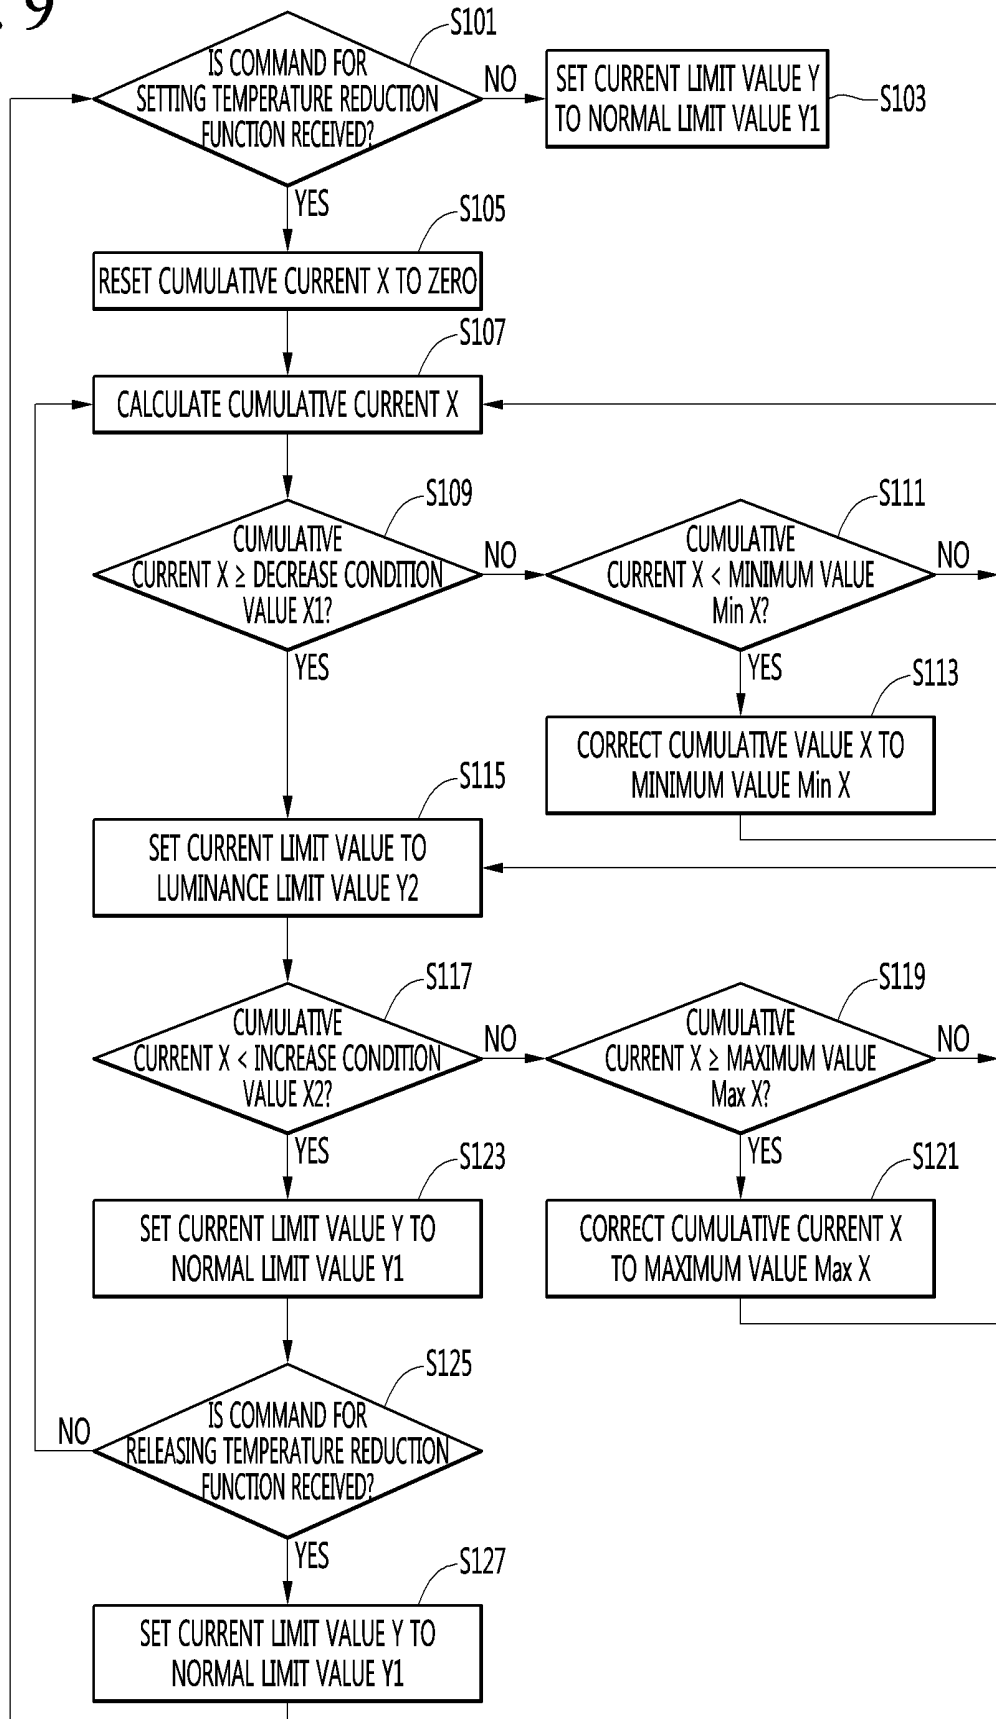 . 9
S101
IS COMMAND FOR
SETTING TEMPERATURE REDUCTION
FUNCTION RECEIVED?
NO
SET CURRENT LIMIT VALUE Y
TO NORMAL LIMIT VALUE Y1
S103
YES
S105
RESET CUMULATIVE CURRENT X TO ZERO
S107
CALCULATE CUMULATIVE CURRENT X
S109
CUMULATIVE
CURRENT X ≥ DECREASE CONDITION
VALUE X1?
NO
S111
CUMULATIVE
CURRENT X < MINIMUM VALUE
Min X?
NO
YES
YES
S113
CORRECT CUMULATIVE VALUE X TO
MINIMUM VALUE Min X
S115
SET CURRENT LIMIT VALUE TO
LUMINANCE LIMIT VALUE Y2
S117
CUMULATIVE
CURRENT X < INCREASE CONDITION
VALUE X2?
NO
S119
CUMULATIVE
CURRENT X ≥ MAXIMUM VALUE
Max X?
NO
YES
YES
S123
SET CURRENT LIMIT VALUE Y TO
NORMAL LIMIT VALUE Y1
S121
CORRECT CUMULATIVE CURRENT X
TO MAXIMUM VALUE Max X
S125
IS COMMAND FOR
RELEASING TEMPERATURE REDUCTION
FUNCTION RECEIVED?
NO
YES
S127
SET CURRENT LIMIT VALUE Y TO
NORMAL LIMIT VALUE Y1